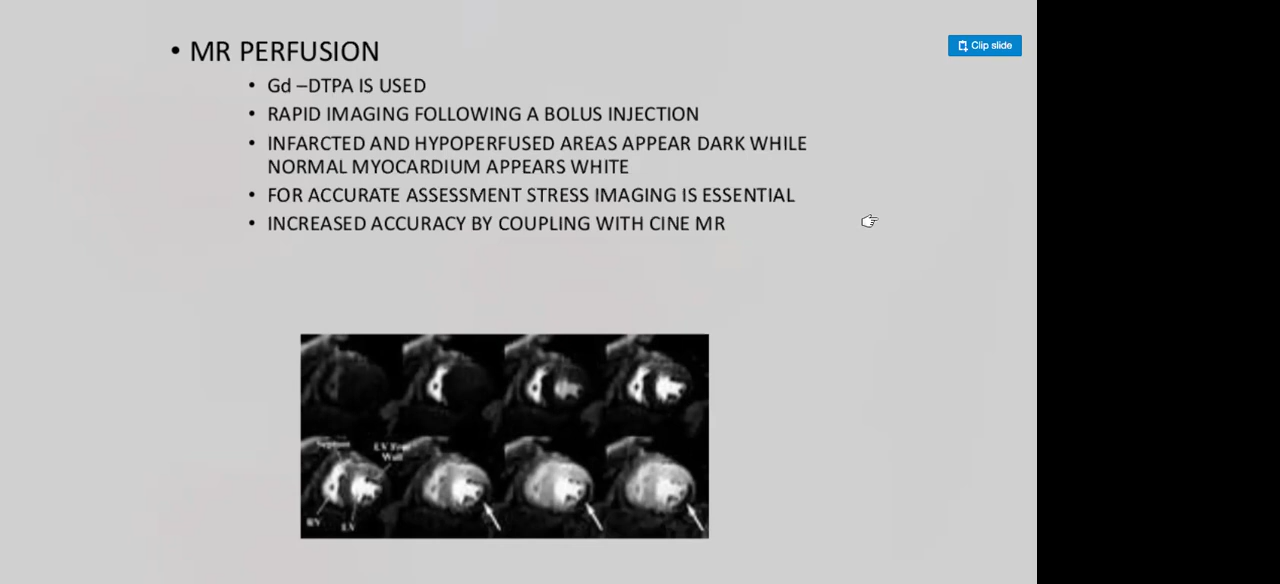 • MR PERFUSION
Clip slide
• Gd –DTPA IS USED
• RAPID IMAGING FOLLOWING A BOLUS INJECTION
• INFARCTED AND HYPOPERFUSED AREAS APPEAR DARK WHILE
NORMAL MYOCARDIUM APPEARS WHITE
• FOR ACCURATE ASSESSMENT STRESS IMAGING IS ESSENTIAL
• INCREASED ACCURACY BY COUPLING WITH CINE MR
Septum
LV Free
Wall
RV
LV